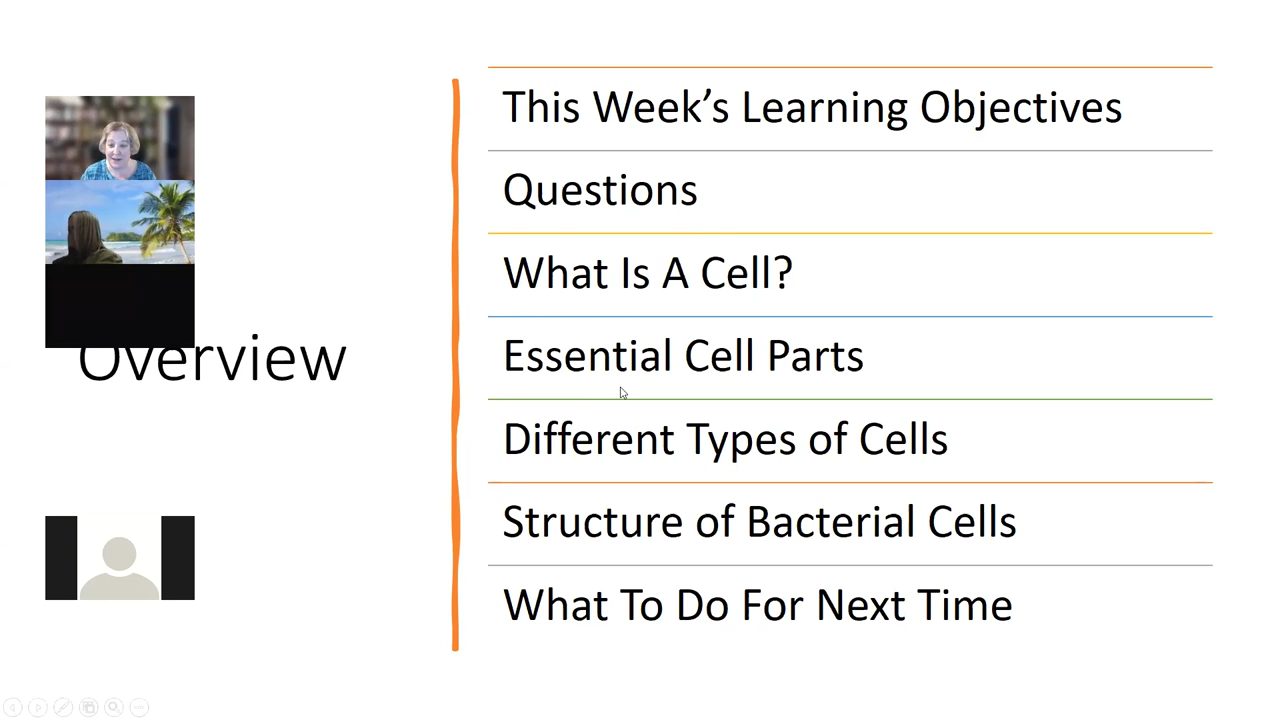 Overview
This Week’s Learning Objectives
Questions
What Is A Cell?
Essential Cell Parts
Different Types of Cells
Structure of Bacterial Cells
What To Do For Next Time